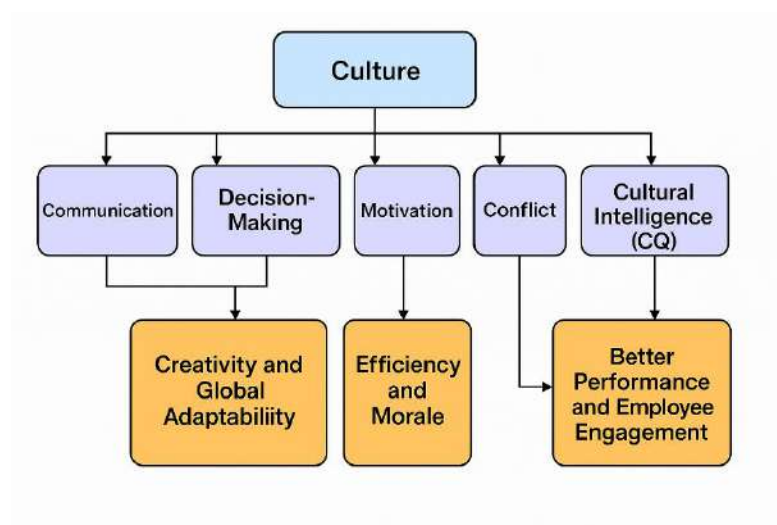 Culture
Communication
Decision-
Making
Motivation
Conflict
Cultural
Intelligence
(CQ)
Creativity and
Global
Adaptabiliity
Efficiency
and
Morale
Better
Performance
and Employee
Engagement